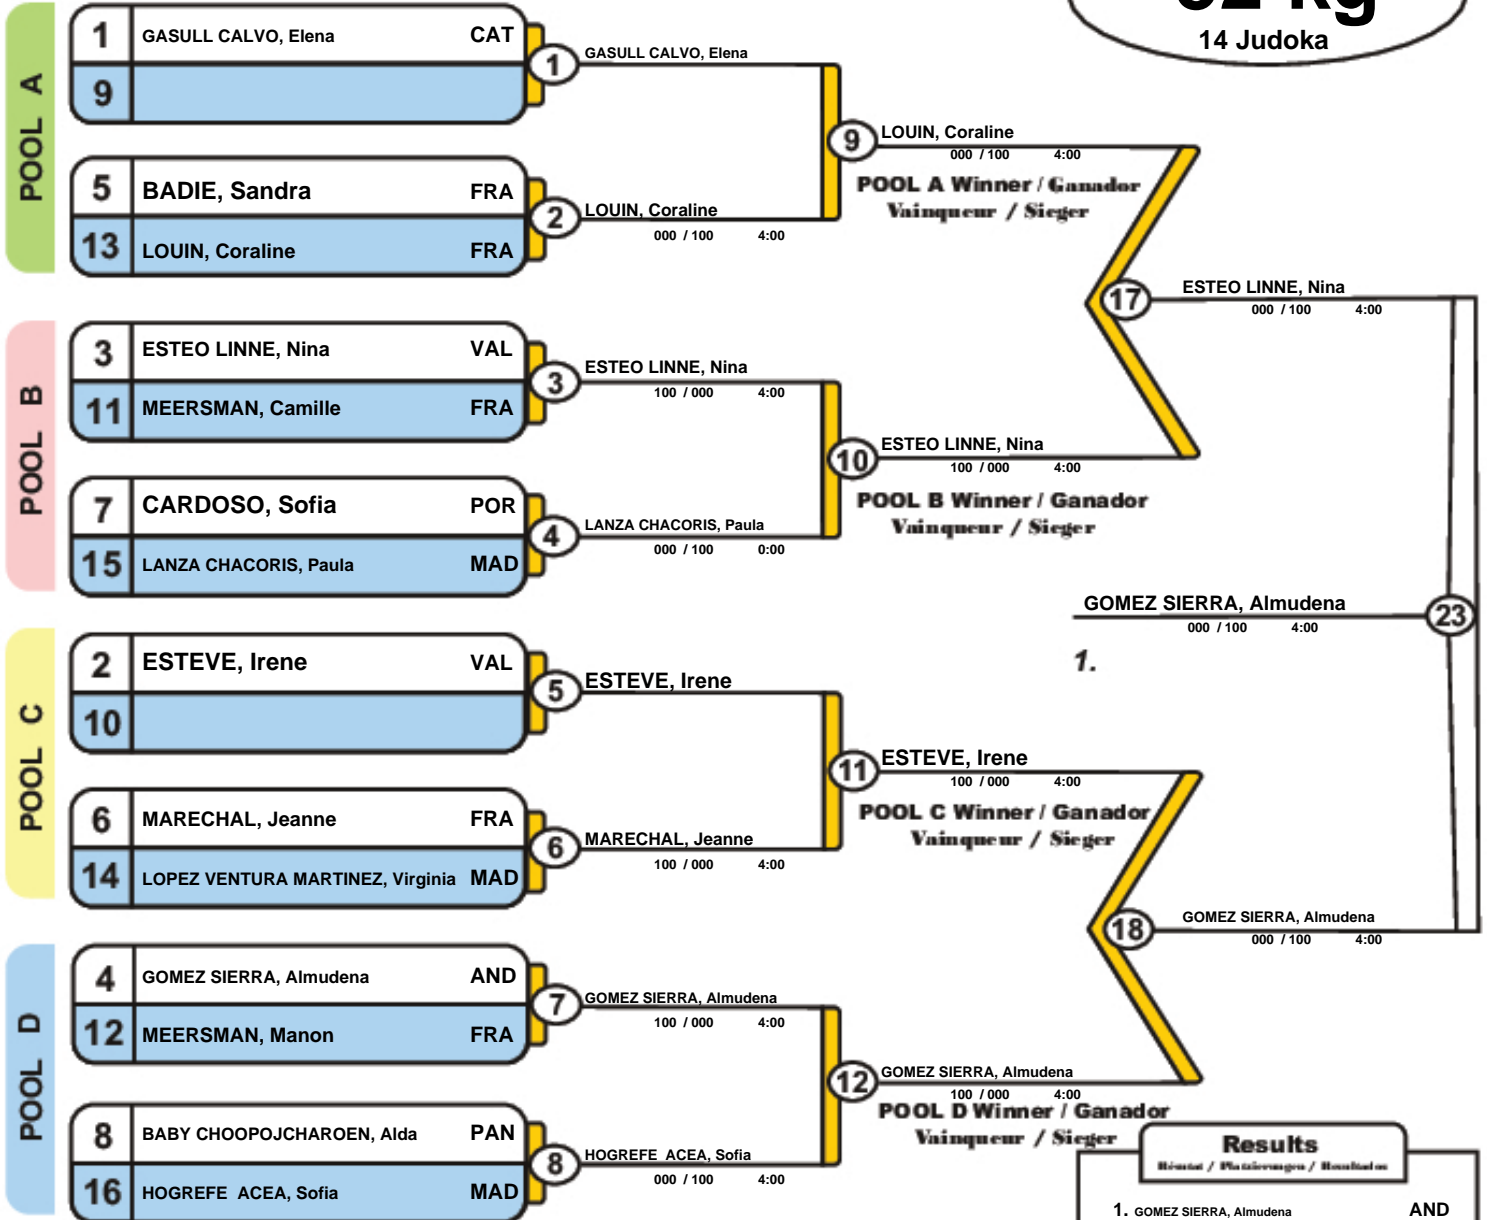 14 Judoka
POOL A
1 GASULL CALVO, Elena CAT
9
5 BADIE, Sandra FRA
13 LOUIN, Coraline FRA
1 GASULL CALVO, Elena
2 LOUIN, Coraline
000 / 100 4:00
9 LOUIN, Coraline
000 / 100 4:00
POOL A Winner / Ganador
Vainqueur / Sieger
POOL B
3 ESTEO LINNE, Nina VAL
11 MEERSMAN, Camille FRA
7 CARDOSO, Sofia POR
15 LANZA CHACORIS, Paula MAD
3 ESTEO LINNE, Nina
100 / 000 4:00
4 LANZA CHACORIS, Paula
000 / 100 0:00
10 ESTEO LINNE, Nina
100 / 000 4:00
POOL B Winner / Ganador
Vainqueur / Sieger
17 ESTEO LINNE, Nina
000 / 100 4:00
GOMEZ SIERRA, Almudena 23
000 / 100 4:00
1.
POOL C
2 ESTEVE, Irene VAL
10
6 MARECHAL, Jeanne FRA
14 LOPEZ VENTURA MARTINEZ, Virginia MAD
5 ESTEVE, Irene
6 MARECHAL, Jeanne
100 / 000 4:00
11 ESTEVE, Irene
100 / 000 4:00
POOL C Winner / Ganador
Vainqueur / Sieger
18 GOMEZ SIERRA, Almudena
000 / 100 4:00
POOL D
4 GOMEZ SIERRA, Almudena AND
12 MEERSMAN, Manon FRA
8 BABY CHOOPOJCHAROEN, Alda PAN
16 HOGREFE ACEA, Sofia MAD
7 GOMEZ SIERRA, Almudena
100 / 000 4:00
8 HOGREFE ACEA, Sofia
000 / 100 4:00
12 GOMEZ SIERRA, Almudena
100 / 000 4:00
POOL D Winner / Ganador
Vainqueur / Sieger
Results
/ Platzierungen / Resultados
1. GOMEZ SIERRA, Almudena AND